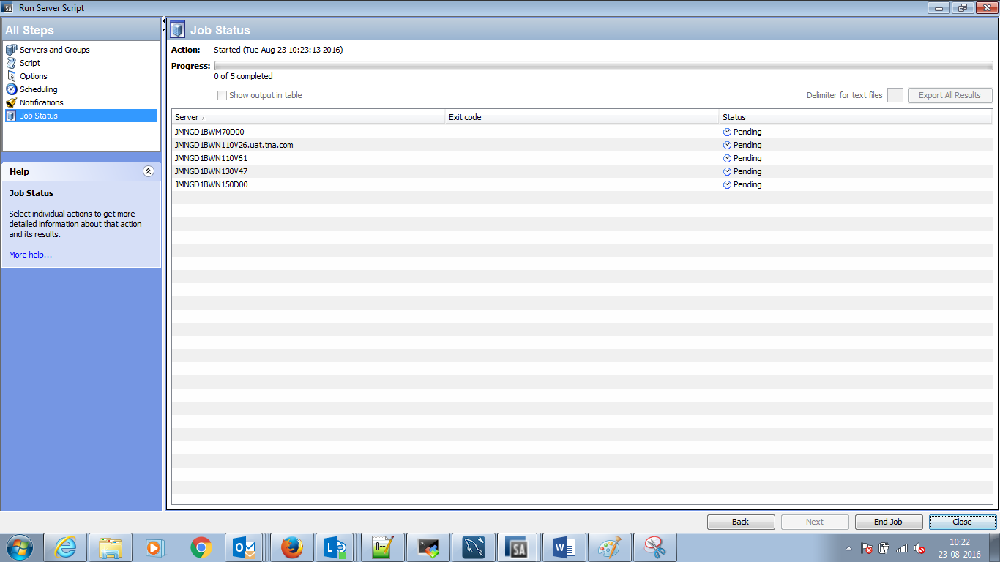 SA Run Server Script
All Steps
Servers and Groups
Script
Options
Scheduling
Notifications
Job Status
Help
Job Status
Select individual actions to get more
detailed information about that action
and its results.
More help...
Job Status
Action: Started (Tue Aug 23 10:23:13 2016)
Progress:
0 of 5 completed
Show output in table
Delimiter for text files
Export All Results
Server Exit code Status
JMNGD1BWM70D00 Pending
JMNGD1BWN110V26.uat.tna.com Pending
JMNGD1BWN110V61 Pending
JMNGD1BWN130V47 Pending
JMNGD1BWN150D00 Pending
Back Next End Job Close
SA
10:22
23-08-2016